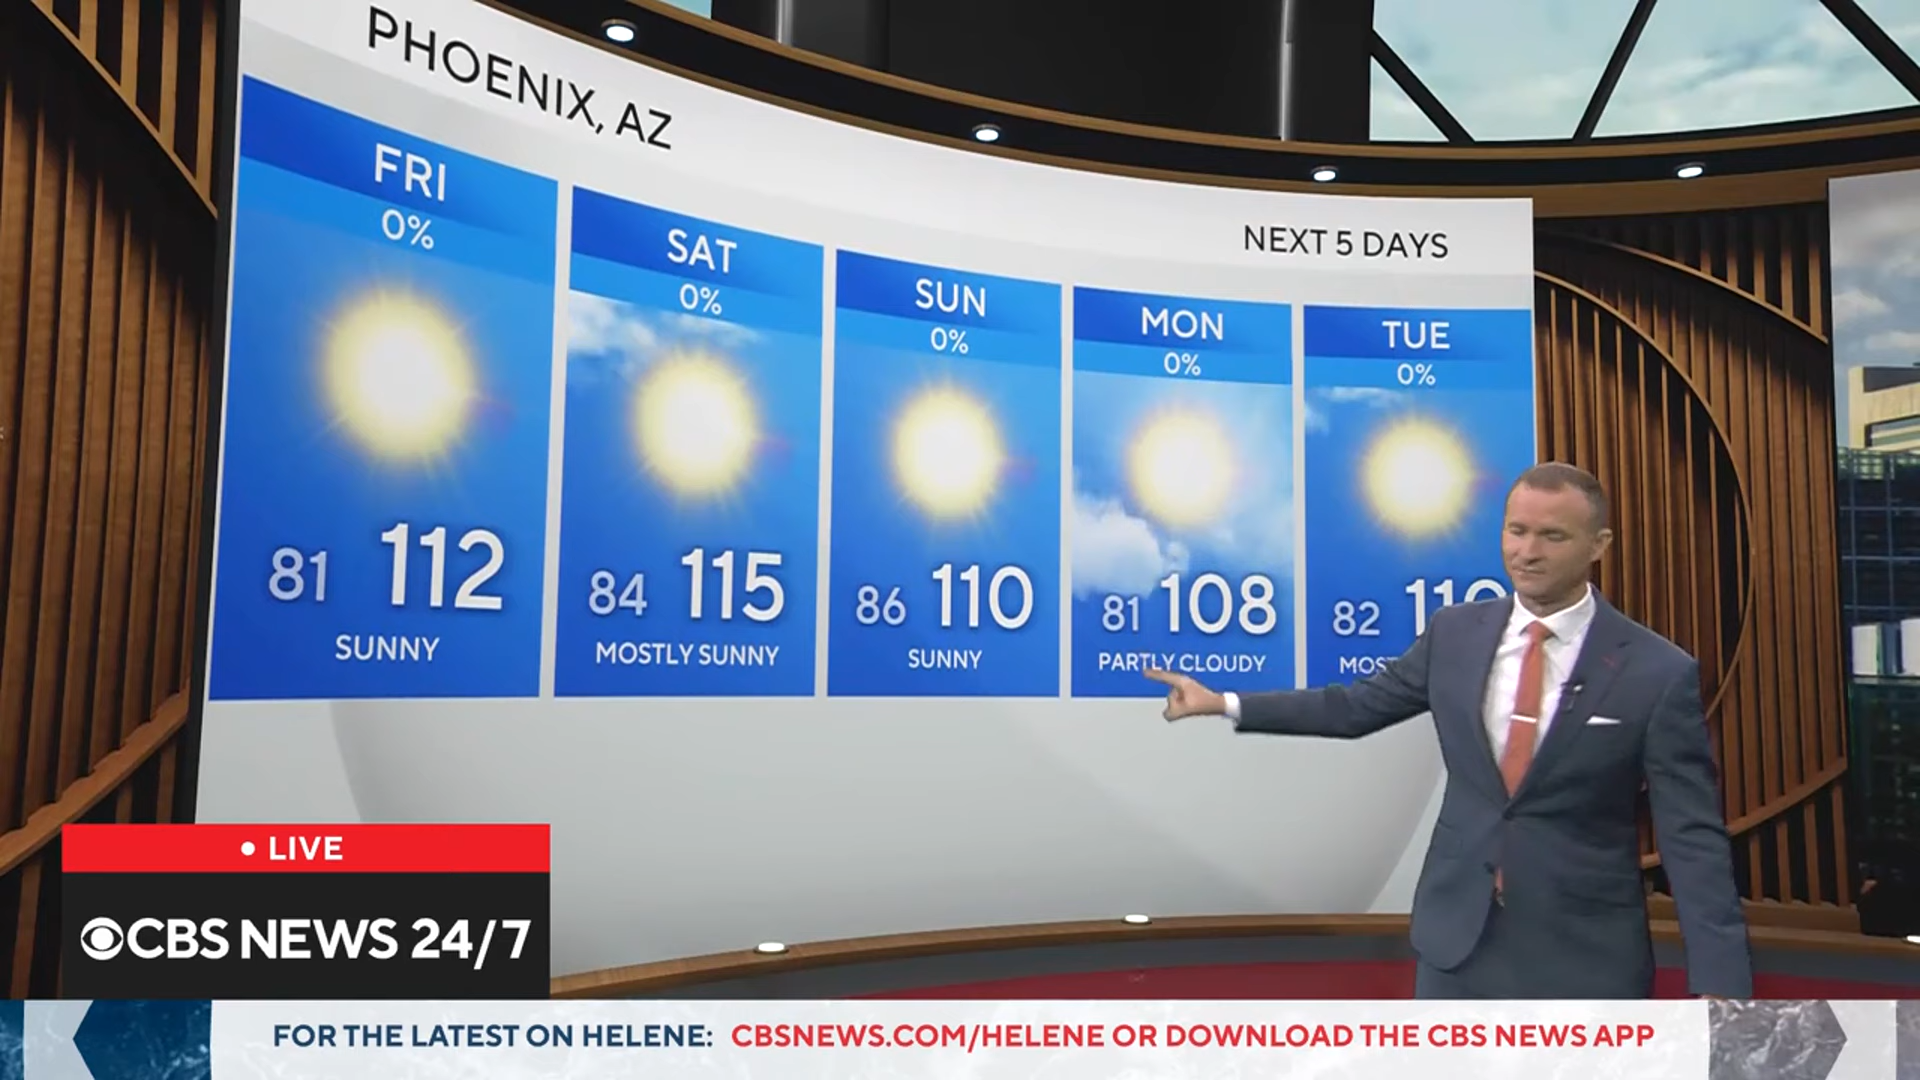 PHOENIX, AZ
NEXT 5 DAYS
FRI
0%
81 112
SUNNY
SAT
0%
84 115
MOSTLY SUNNY
SUN
0%
86 110
SUNNY
MON
0%
81 108
PARTLY CLOUDY
TUE
0%
82
• LIVE
CBS NEWS 24/7
FOR THE LATEST ON HELENE: CBSNEWS.COM/HELENE OR DOWNLOAD THE CBS NEWS APP